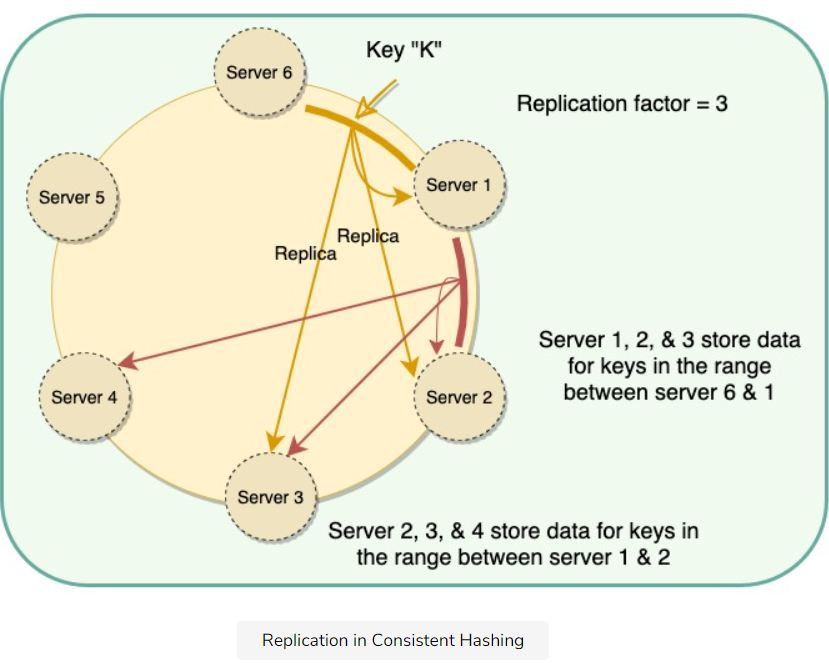 Key "K"
Server 6
Replication factor = 3
Server 1
Server 5
Replica
Replica
Server 1, 2, & 3 store data
for keys in the range
between server 6 & 1
Server 4
Server 2
Server 3
Server 2, 3, & 4 store data for keys in
the range between server 1 & 2
Replication in Consistent Hashing